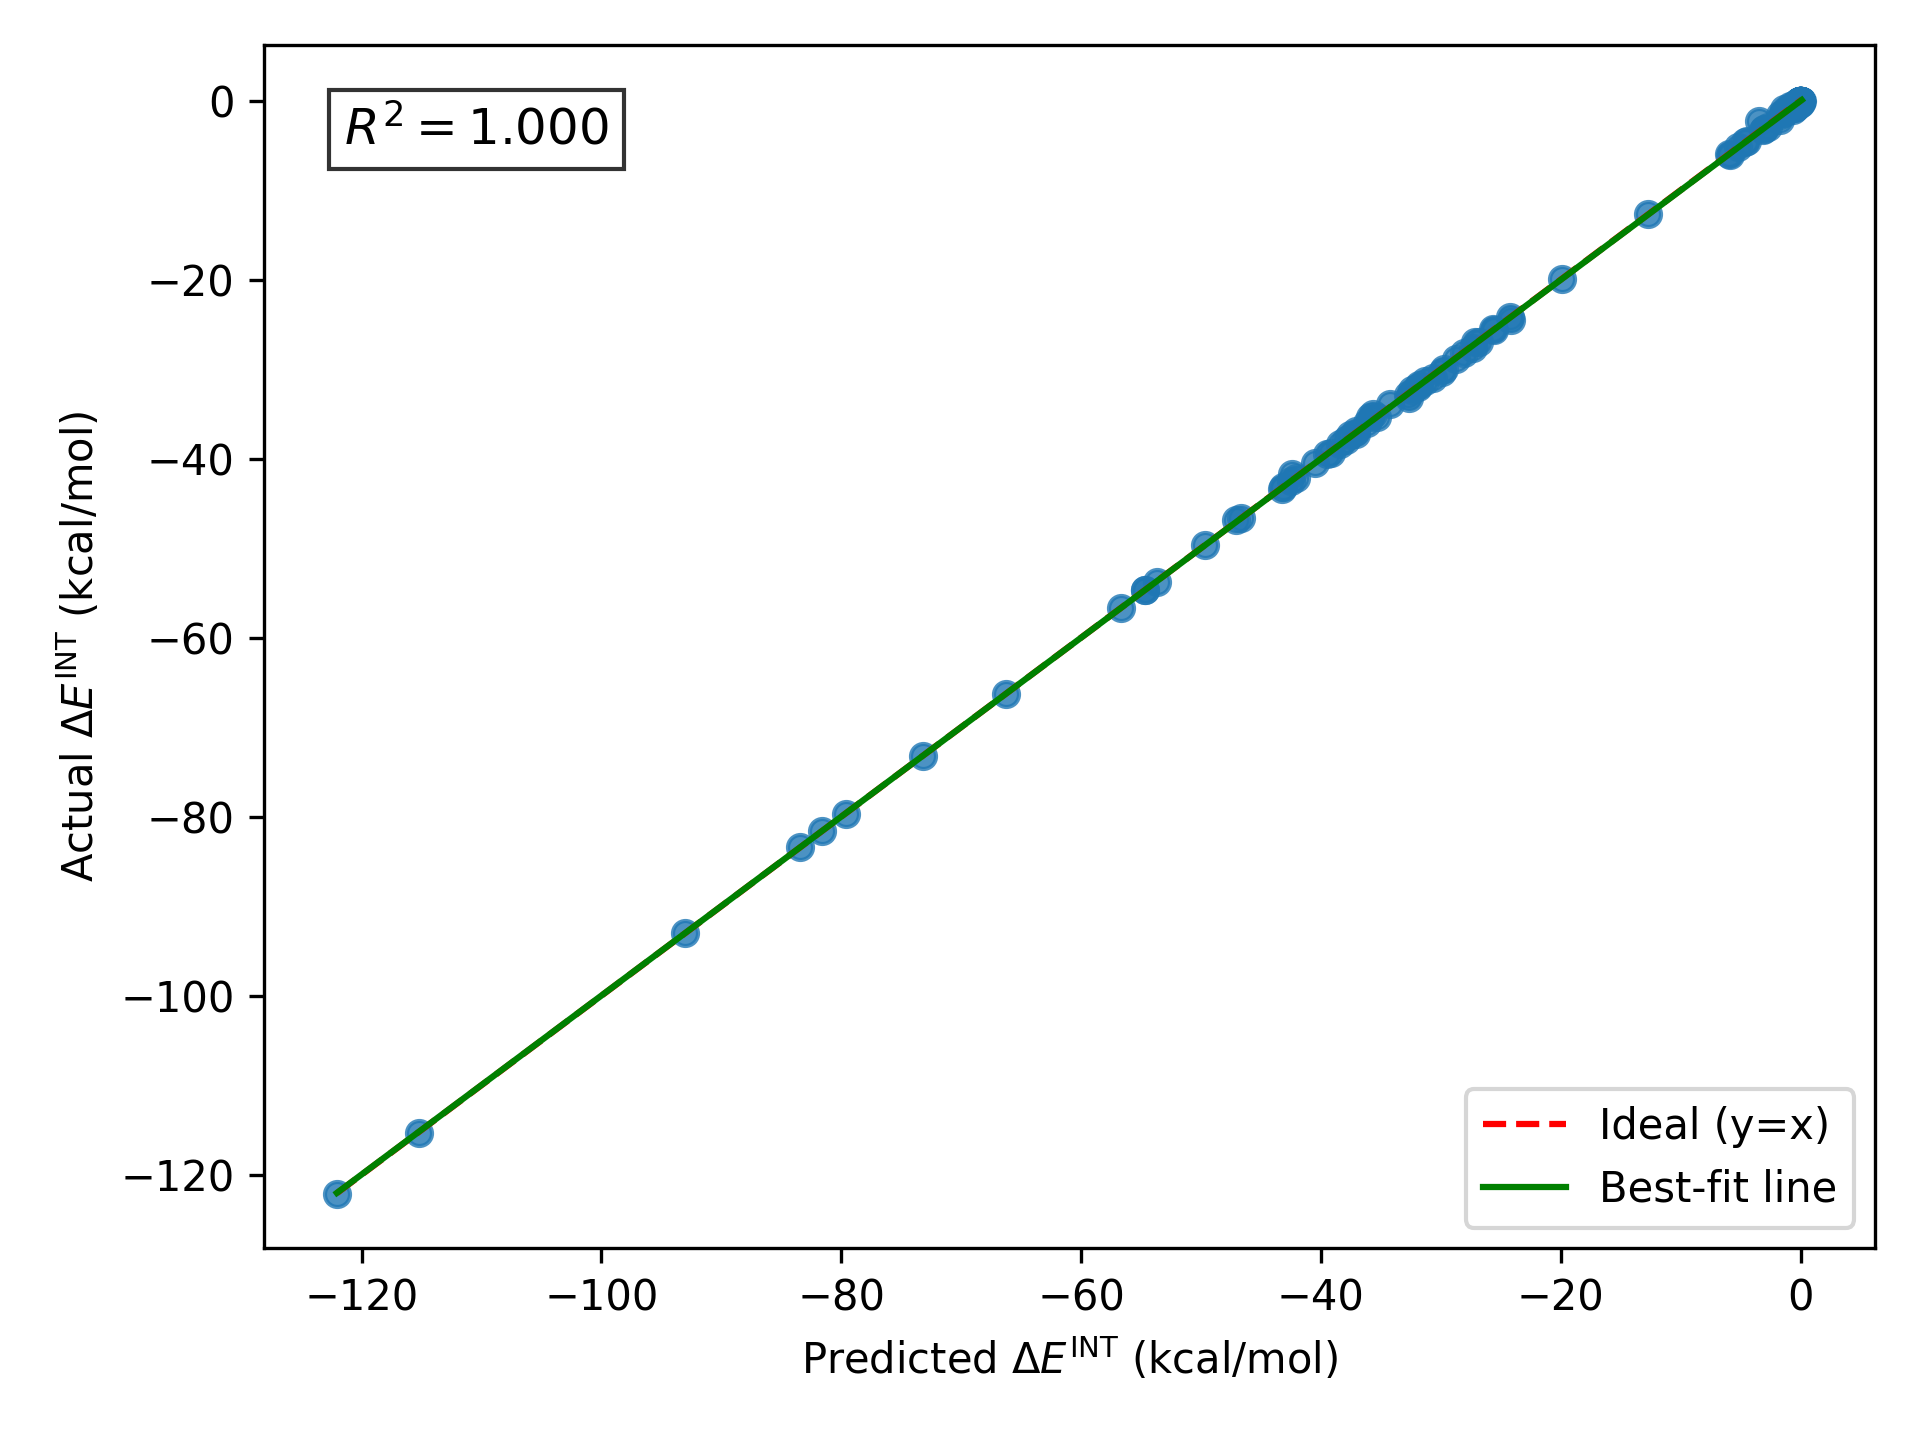 R² = 1.000
Actual ΔE^INT (kcal/mol)
0
−20
−40
−60
−80
−100
−120
−120 −100 −80 −60 −40 −20 0
Predicted ΔE^INT (kcal/mol)
Ideal (y=x)
Best-fit line